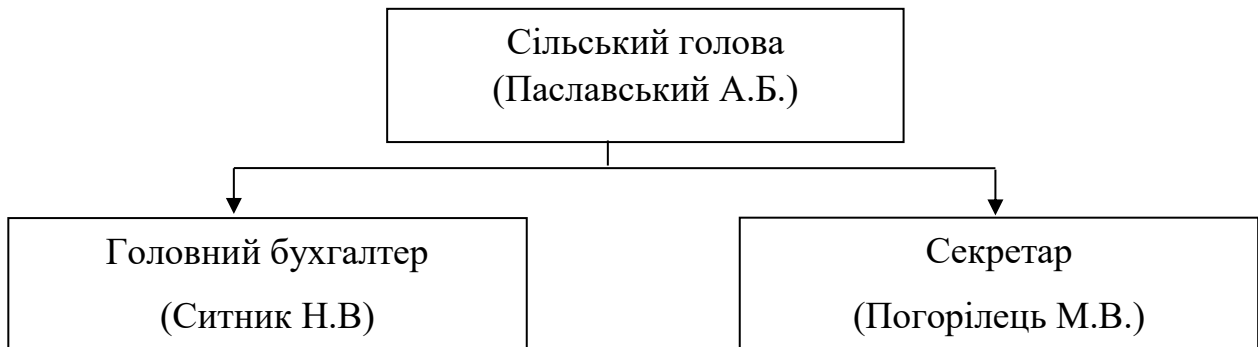 Сільський голова
(Паславський А.Б.)
Головний бухгалтер
(Ситник Н.В)
Секретар
(Погорілець М.В.)